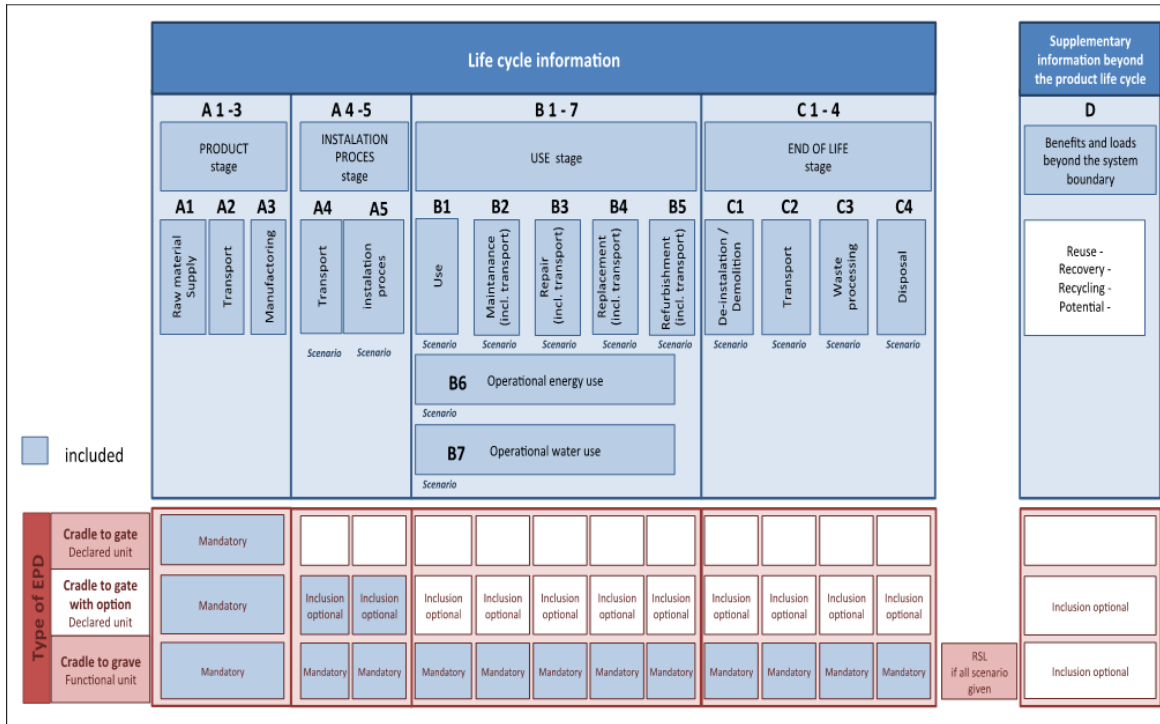 Life cycle information
Supplementary
information beyond
the product life cycle
A 1 -3
A 4 -5
B 1 - 7
C 1 - 4
D
PRODUCT
stage
INSTALATION
PROCES
stage
USE stage
END OF LIFE
stage
Benefits and loads
beyond the system
boundary
A1
A2
A3
A4
A5
B1
B2
B3
B4
B5
C1
C2
C3
C4
Raw material
Supply
Transport
Manufactoring
Transport
instalation
proces
Use
Maintanance
(incl. transport)
Repair
(incl. transport)
Replacement
(incl. transport)
Refurbishment
(incl. transport)
De-instalation /
Demolition
Transport
Waste
processing
Disposal
Reuse -
Recovery -
Recycling -
Potential -
Scenario
Scenario
Scenario
Scenario
Scenario
Scenario
Scenario
Scenario
Scenario
Scenario
Scenario
B6 Operational energy use
Scenario
B7 Operational water use
Scenario
included
Type of EPD
Cradle to gate
Declared unit
Mandatory
Cradle to gate
with option
Declared unit
Mandatory
Inclusion
optional
Inclusion
optional
Inclusion
optional
Inclusion
optional
Inclusion
optional
Inclusion
optional
Inclusion
optional
Inclusion
optional
Inclusion
optional
Inclusion
optional
Inclusion
optional
Inclusion optional
Cradle to grave
Functional unit
Mandatory
Mandatory
Mandatory
Mandatory
Mandatory
Mandatory
Mandatory
Mandatory
Mandatory
Mandatory
Mandatory
Mandatory
RSL
if all scenario
given
Inclusion optional